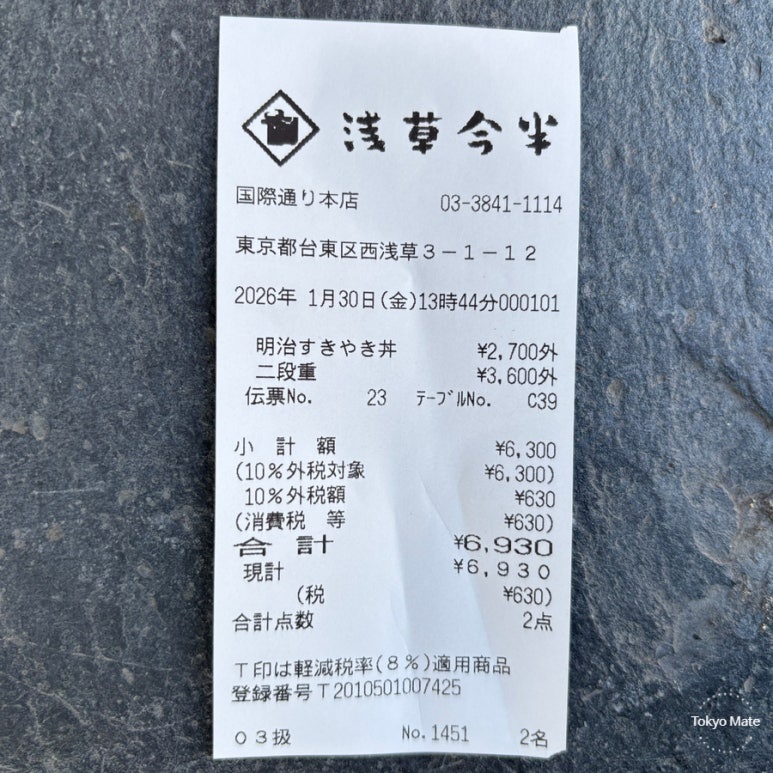 浅草今半
国際通り本店 03-3841-1114
東京都台東区西浅草3-1-12
2026年 1月30日(金)13時44分000101
明治すきやき丼 ¥2,700外
二段重 ¥3,600外
伝票No. 23 ﾃｰﾌﾞﾙNo. C39
小計額 ¥6,300
(10%外税対象 ¥6,300)
10%外税額 ¥630
(消費税 等 ¥630)
合計 ¥6,930
現計 ¥6,930
(税 ¥630)
合計点数 2点
T印は軽減税率(8%)適用商品
登録番号T2010501007425
03扱 No.1451 2名
Tokyo Mate